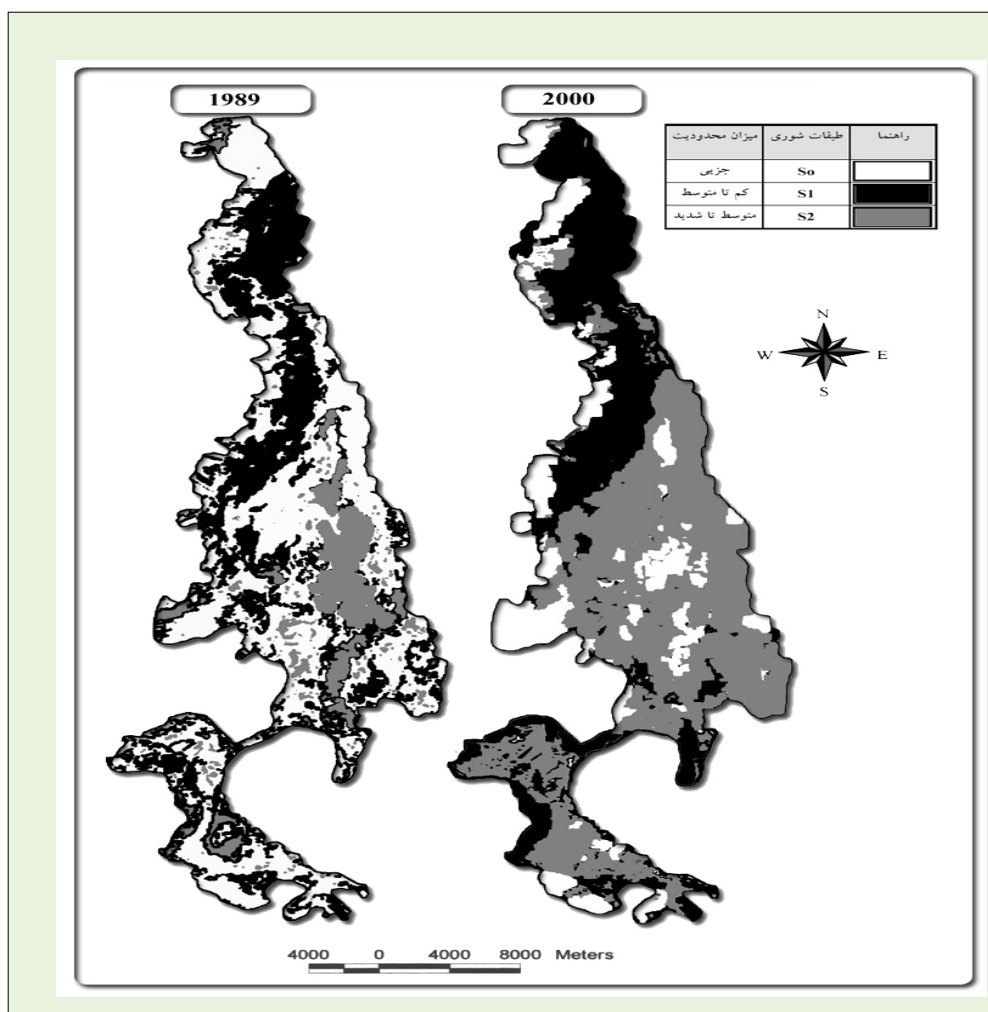 1989
2000
راهنما طبقات شوری میزان محدودیت
So جزیی
S1 کم تا متوسط
S2 متوسط تا شدید
N
W E
S
4000 0 4000 8000 Meters